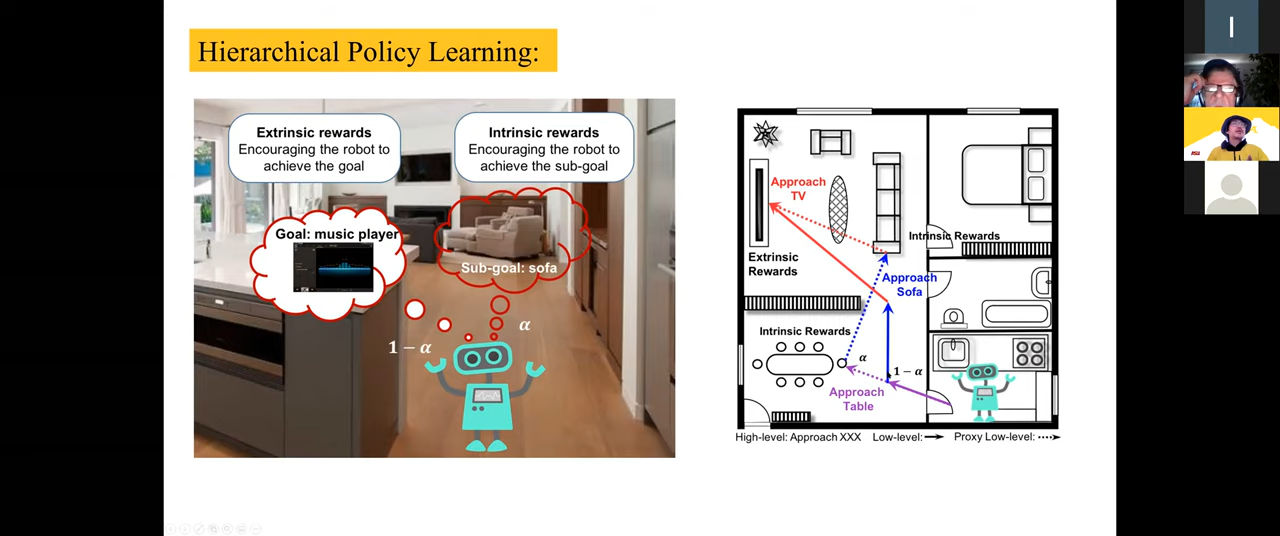 Hierarchical Policy Learning:
Extrinsic rewards
Encouraging the robot to
achieve the goal
Intrinsic rewards
Encouraging the robot to
achieve the sub-goal
Goal: music player
Sub-goal: sofa
α
1 − α
Approach
TV
Intrinsic Rewards
Extrinsic
Rewards
Approach
Sofa
Intrinsic Rewards
α
1 − α
Approach
Table
High-level: Approach XXX
Low-level:
Proxy Low-level:
I
ASU